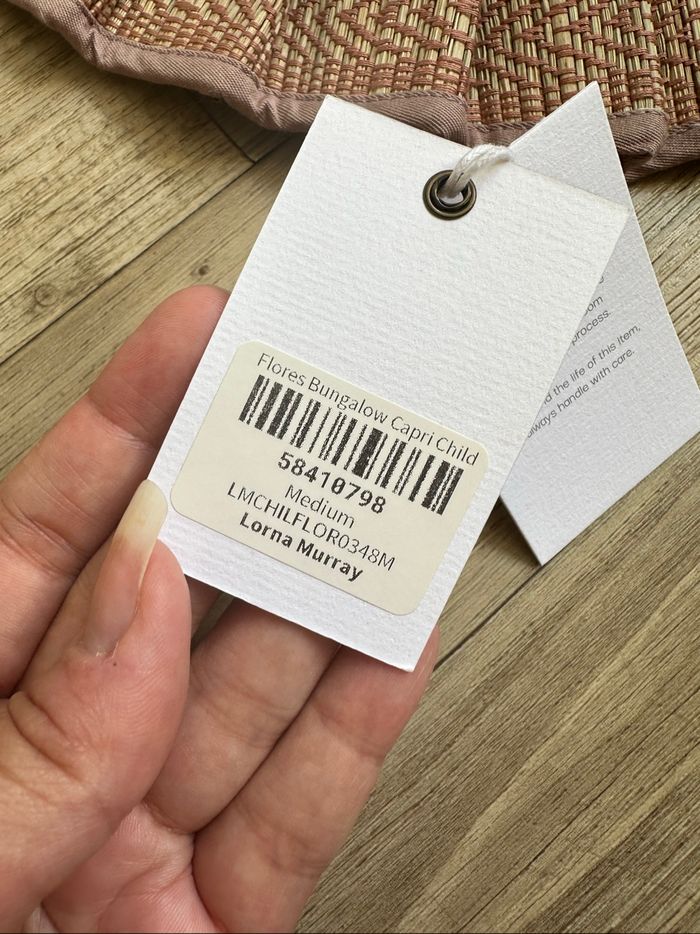 Flores Bungalow Capri Child
58410798
Medium
LMCHILFLOR0348M
Lorna Murray
process.
the life of this item,
always handle with care.